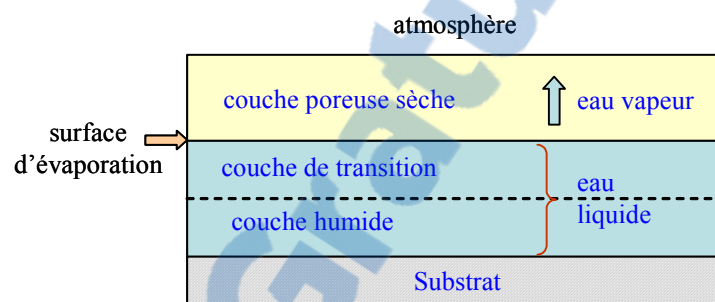 atmosphère
couche poreuse sèche
eau vapeur
surface
d'évaporation
couche de transition
eau
liquide
couche humide
Substrat